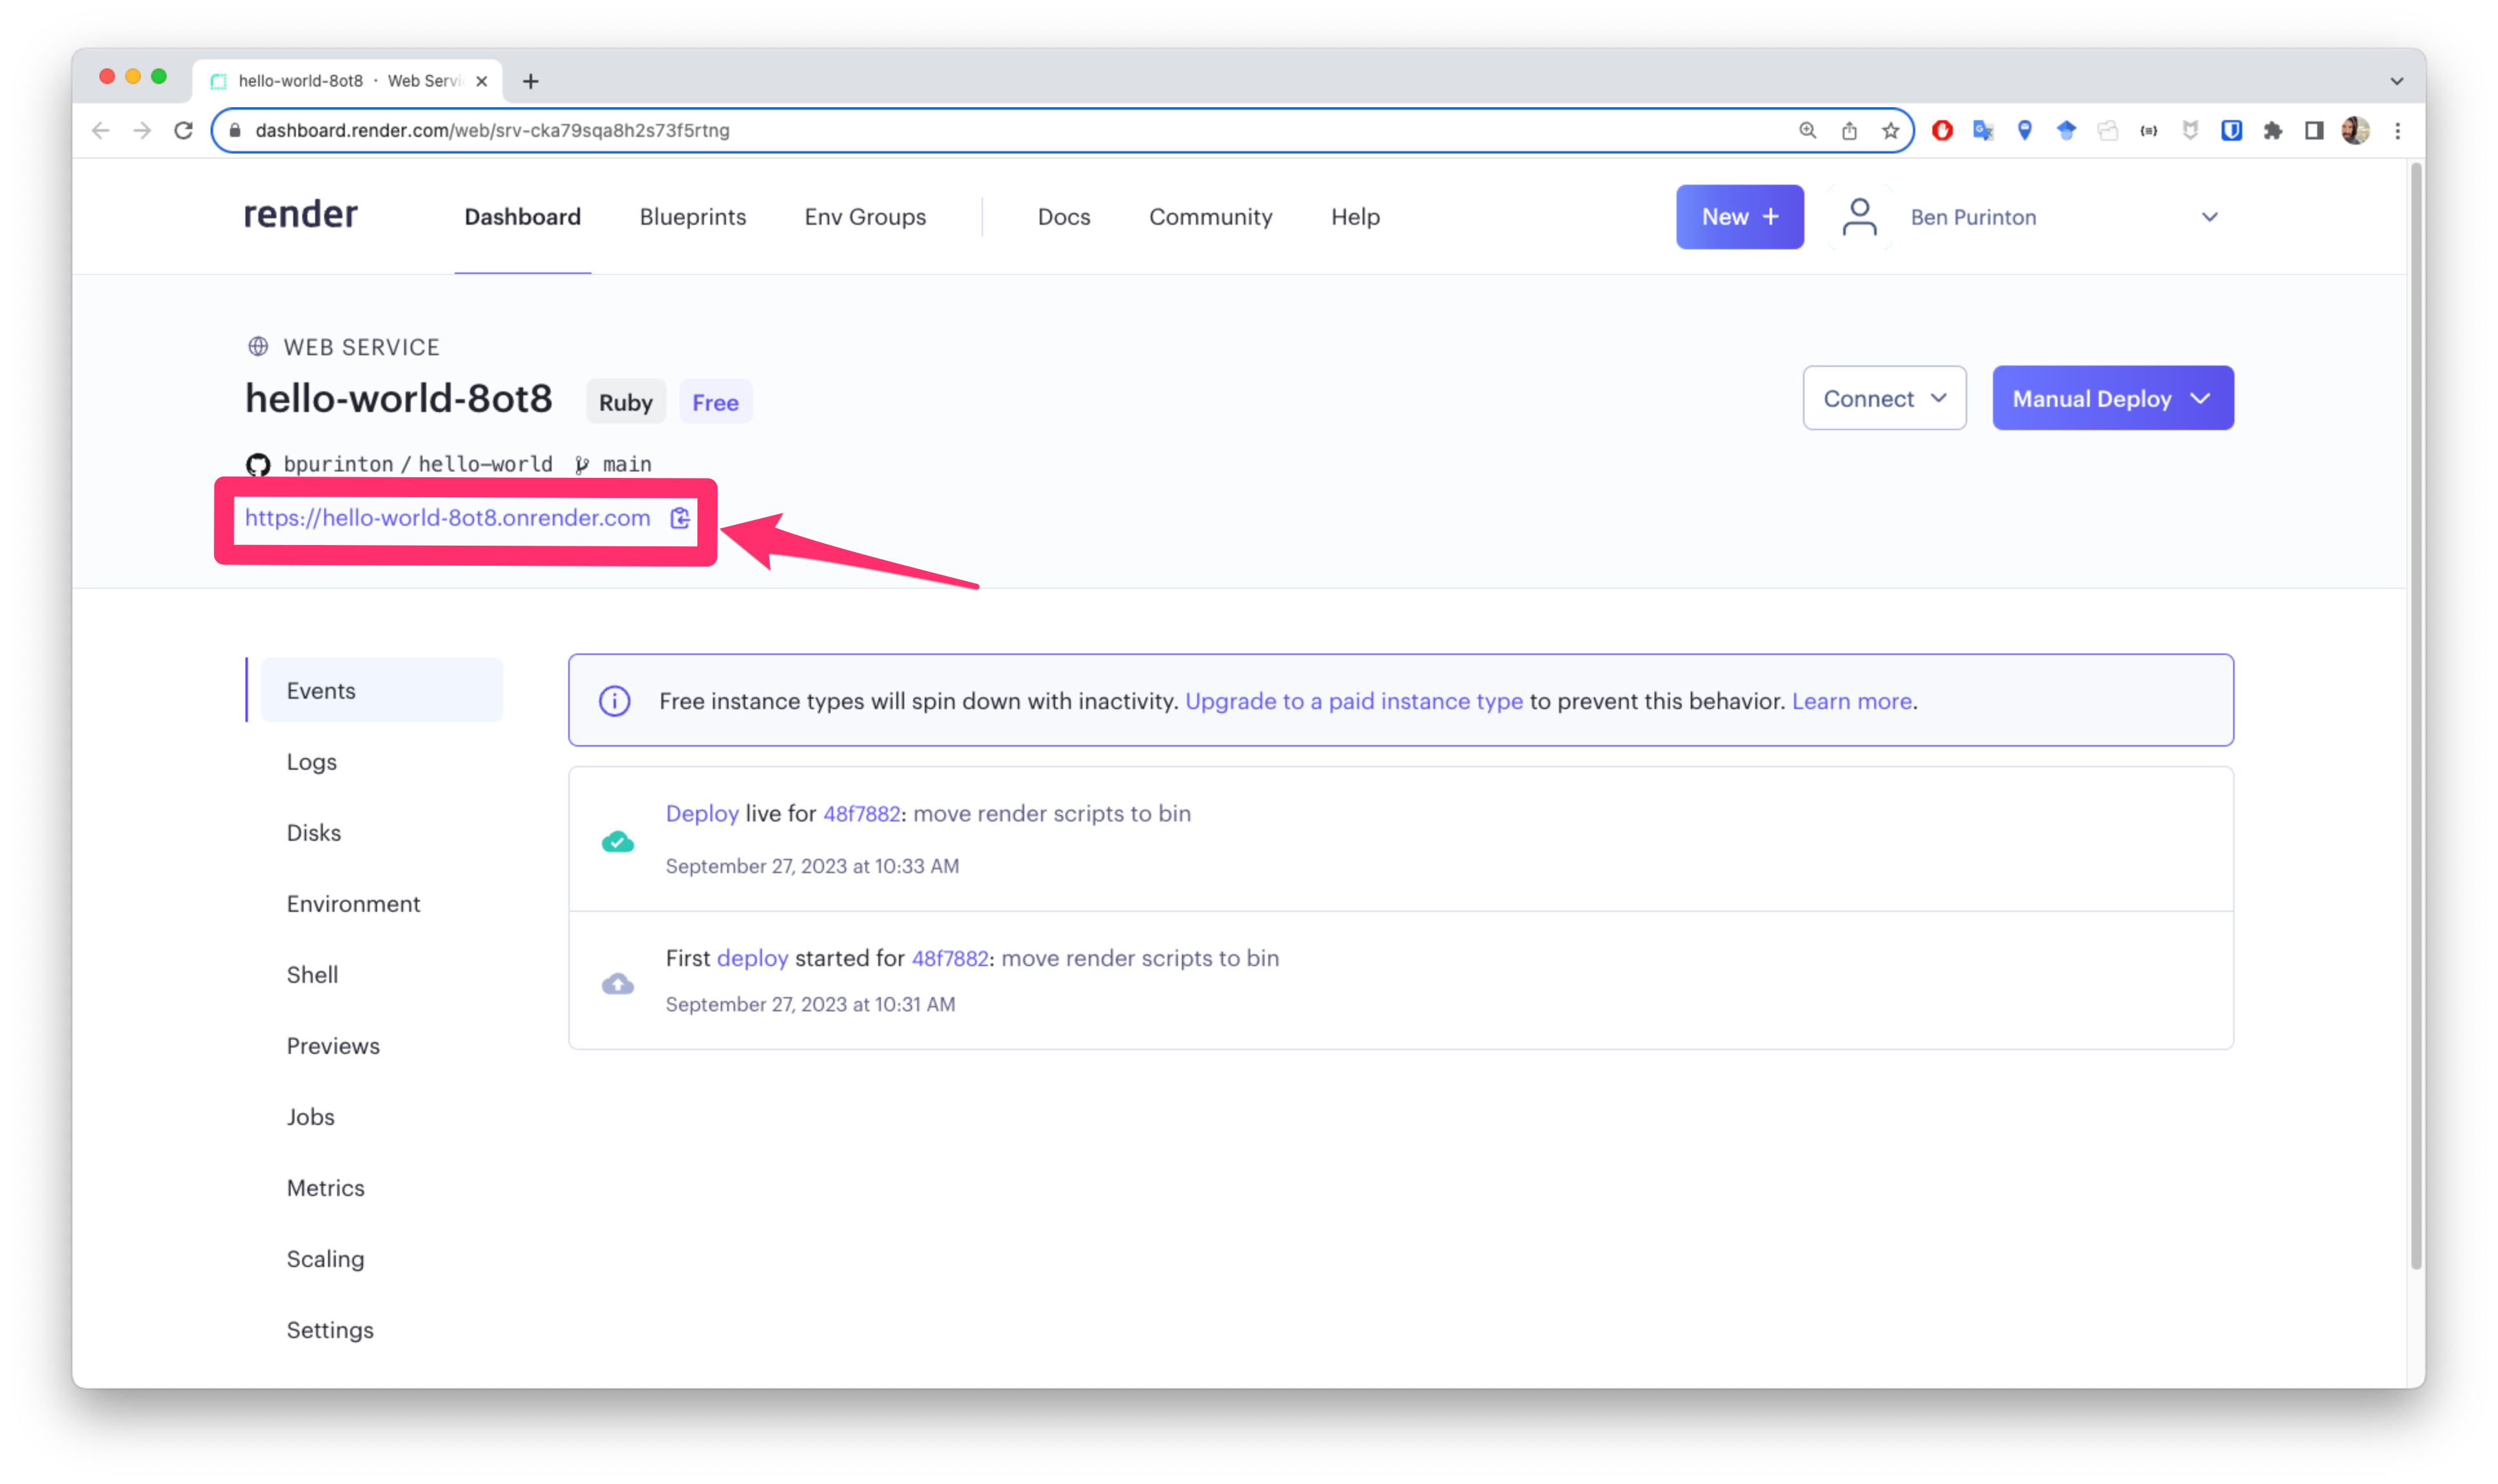 hello-world-8ot8 · Web Servi
dashboard.render.com/web/srv-cka79sqa8h2s73f5rtng
render Dashboard Blueprints Env Groups Docs Community Help New + Ben Purinton
WEB SERVICE
hello-world-8ot8 Ruby Free Connect Manual Deploy
bpurinton / hello-world main
https://hello-world-8ot8.onrender.com
Events
Logs
Disks
Environment
Shell
Previews
Jobs
Metrics
Scaling
Settings
Free instance types will spin down with inactivity. Upgrade to a paid instance type to prevent this behavior. Learn more.
Deploy live for 48f7882: move render scripts to bin
September 27, 2023 at 10:33 AM
First deploy started for 48f7882: move render scripts to bin
September 27, 2023 at 10:31 AM